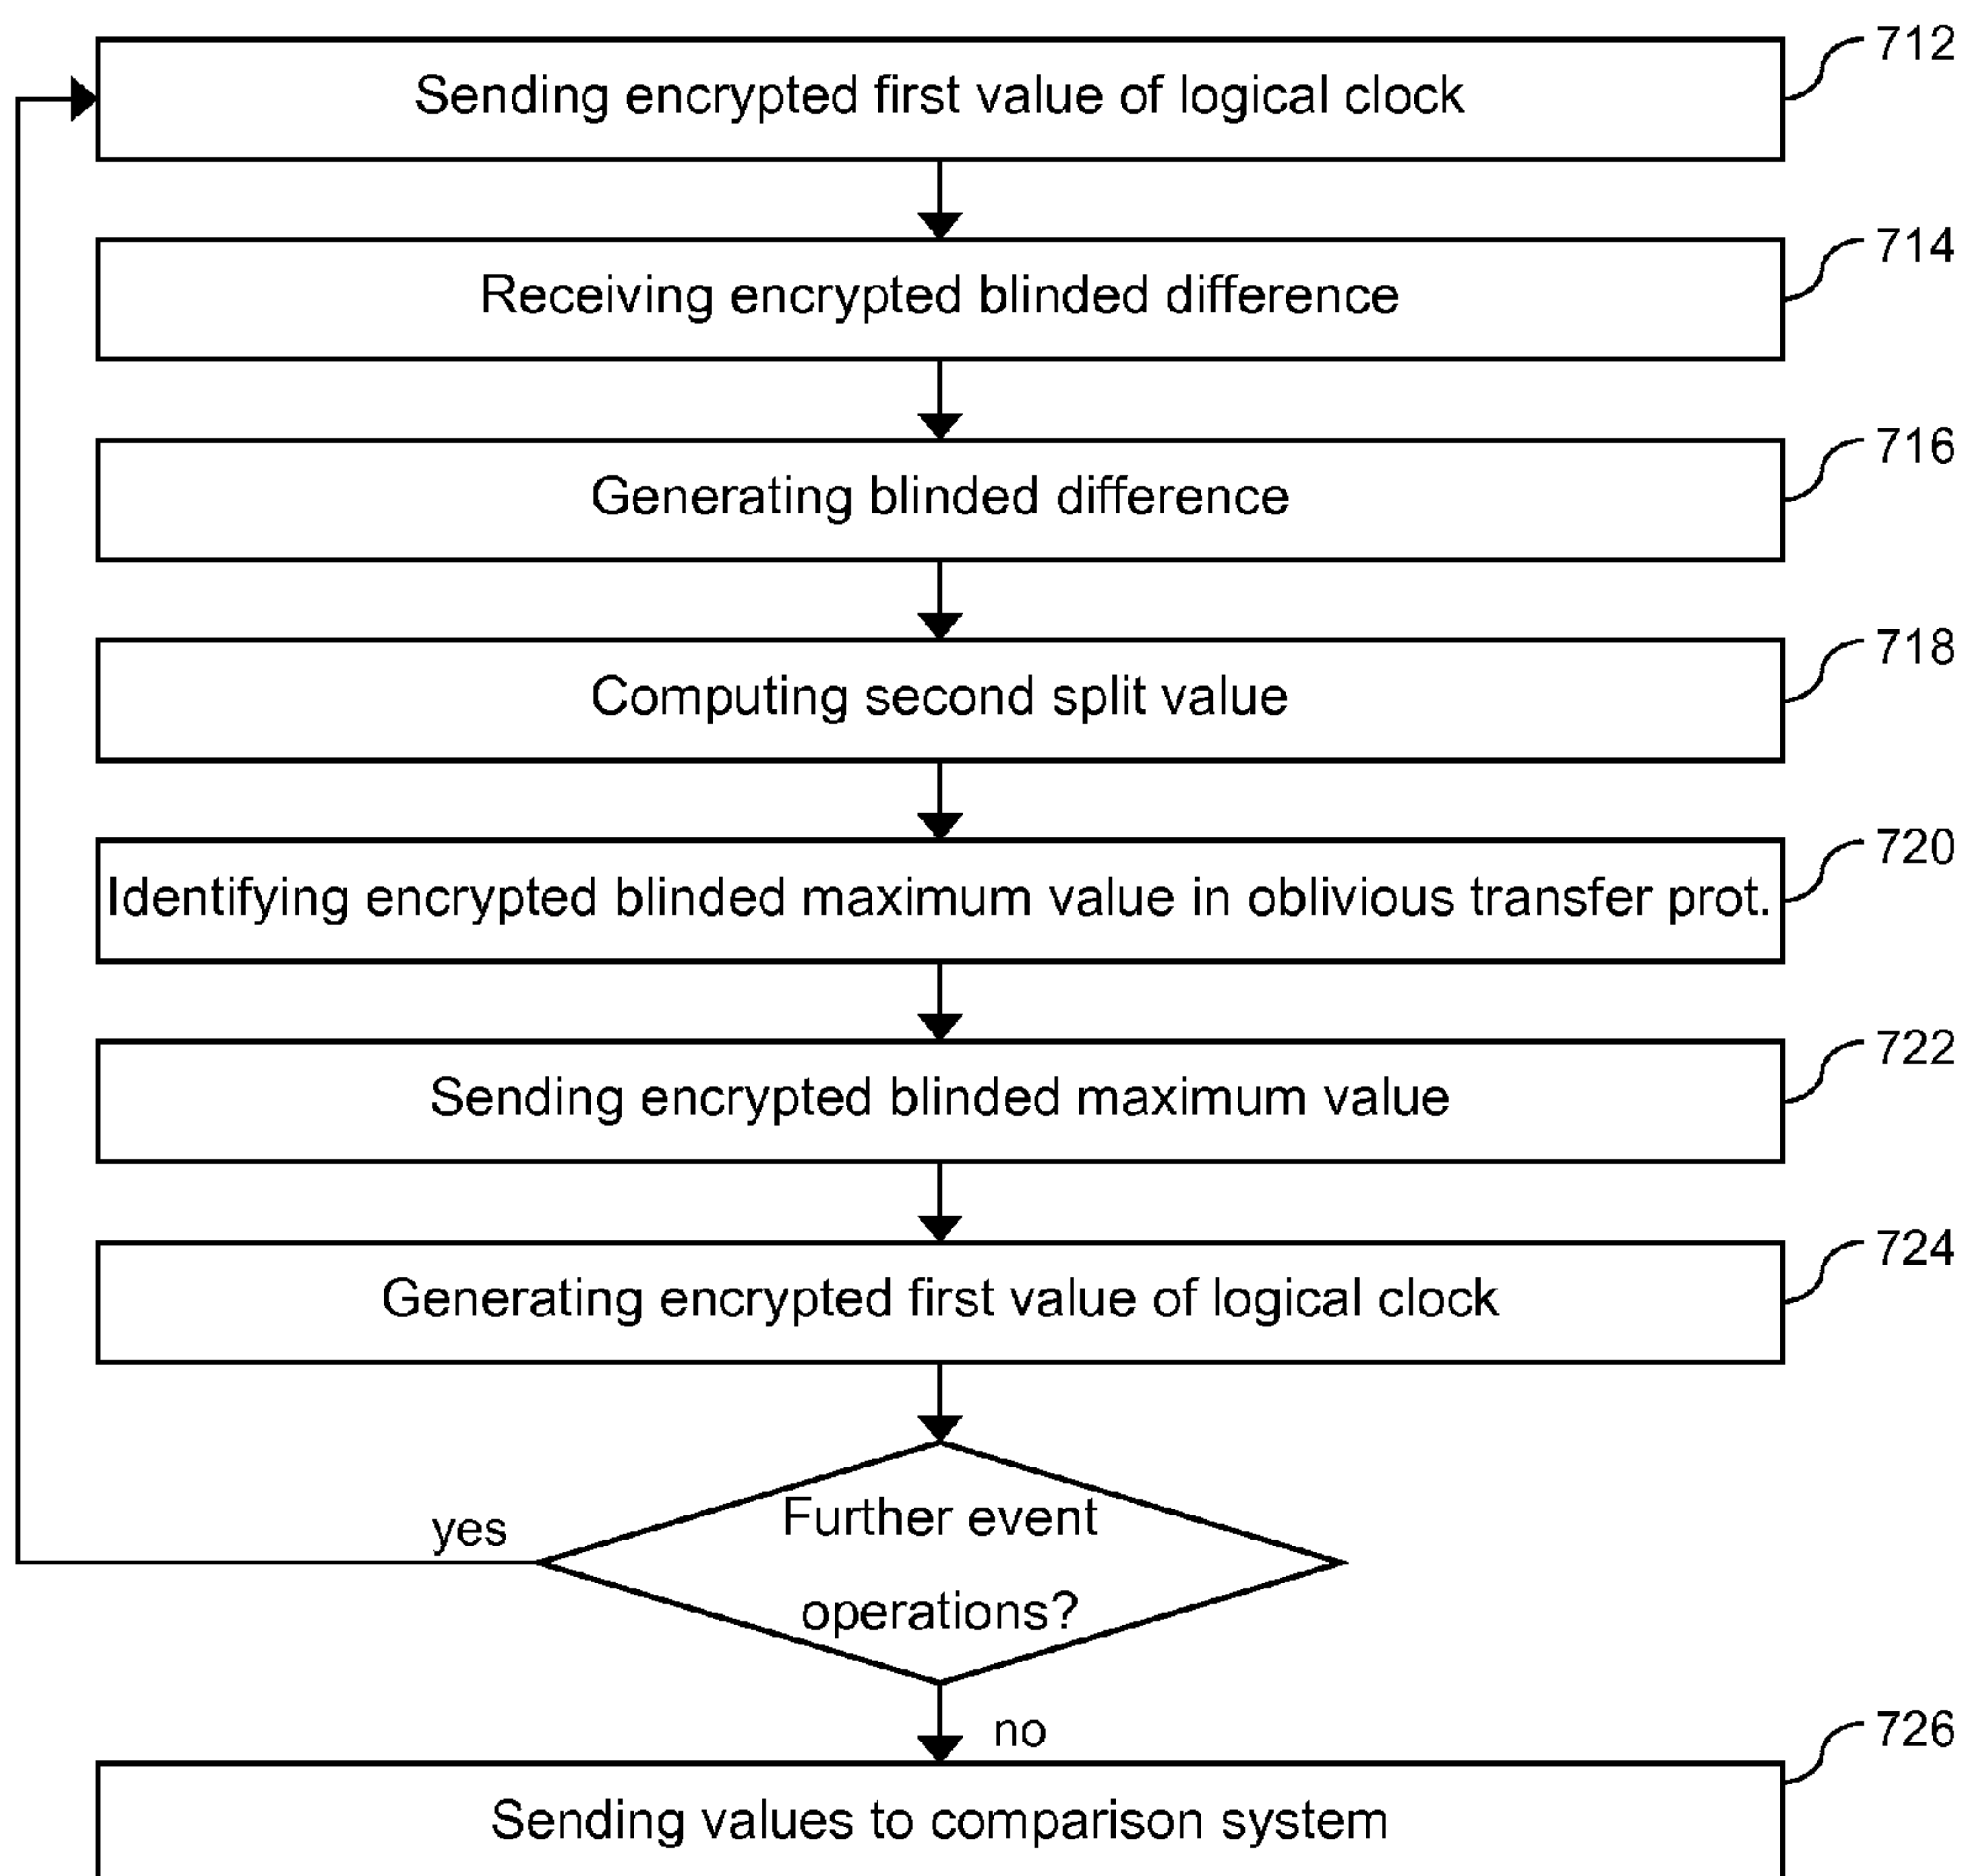 712
Sending encrypted first value of logical clock
714
Receiving encrypted blinded difference
716
Generating blinded difference
718
Computing second split value
720
Identifying encrypted blinded maximum value in oblivious transfer prot.
722
Sending encrypted blinded maximum value
724
Generating encrypted first value of logical clock
Further event
yes
operations?
no
726
Sending values to comparison system